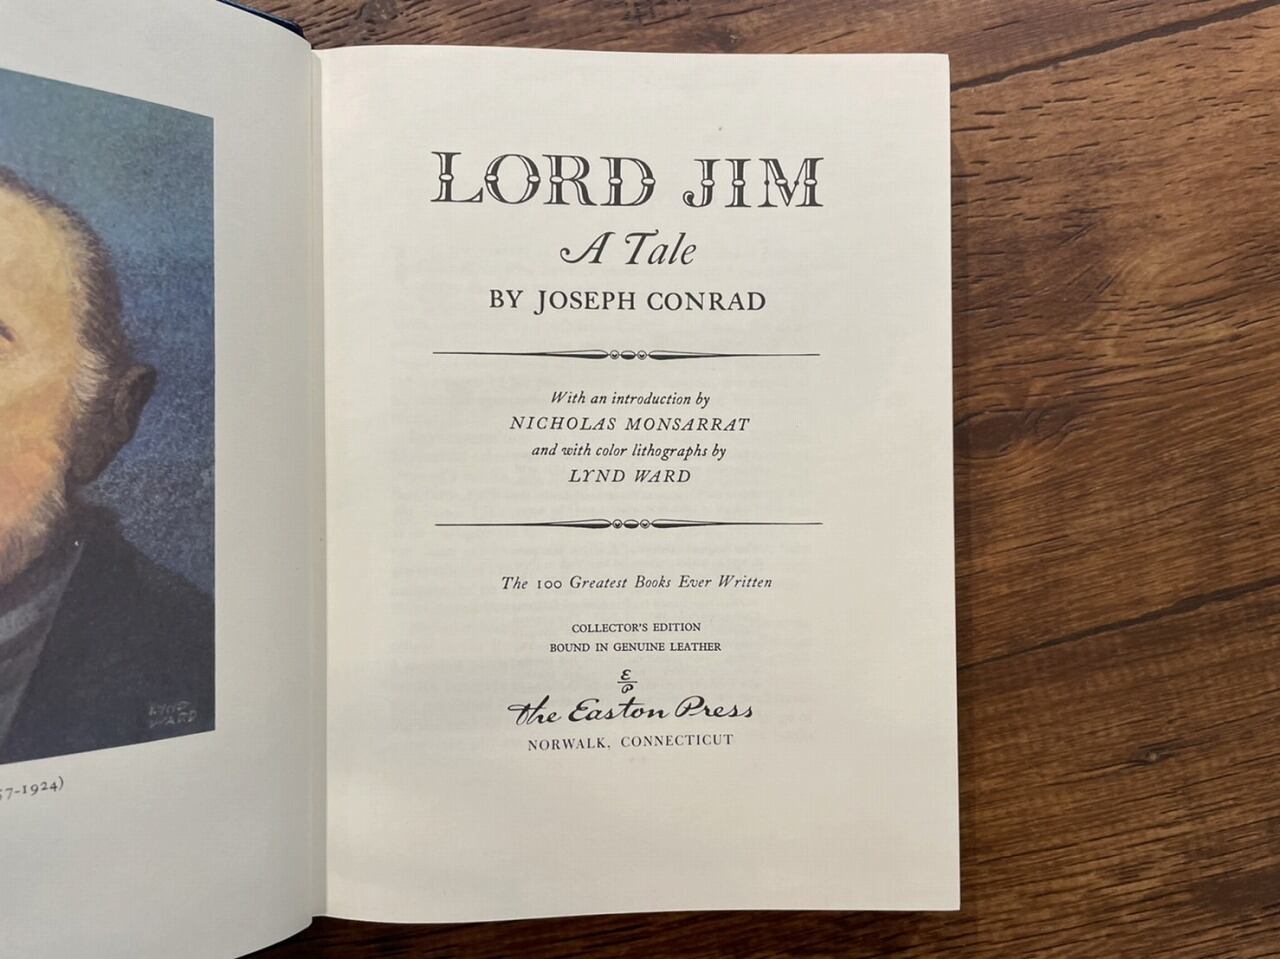 LYND
WARD
57-1924)
LORD JIM
A Tale
BY JOSEPH CONRAD
With an introduction by
NICHOLAS MONSARRAT
and with color lithographs by
LYND WARD
The 100 Greatest Books Ever Written
COLLECTOR'S EDITION
BOUND IN GENUINE LEATHER
E
P
The Easton Press
NORWALK, CONNECTICUT